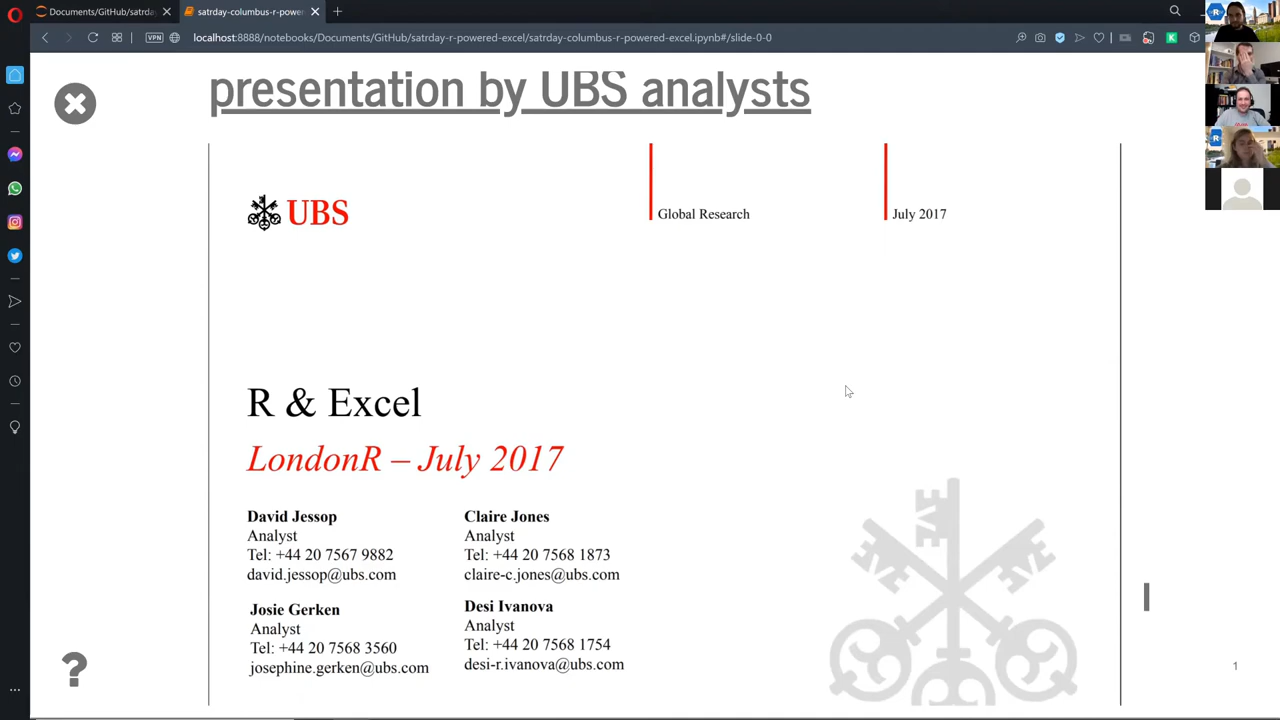 Documents/GitHub/satrda
satrday-columbus-r-power
VPN
localhost:8888/notebooks/Documents/GitHub/satrday-r-powered-excel/satrday-columbus-r-powered-excel.ipynb#/slide-0-0
presentation by UBS analysts
UBS
Global Research
July 2017
R & Excel
LondonR – July 2017
David Jessop
Analyst
Tel: +44 20 7567 9882
david.jessop@ubs.com
Claire Jones
Analyst
Tel: +44 20 7568 1873
claire-c.jones@ubs.com
Josie Gerken
Analyst
Tel: +44 20 7568 3560
josephine.gerken@ubs.com
Desi Ivanova
Analyst
Tel: +44 20 7568 1754
desi-r.ivanova@ubs.com
?
1